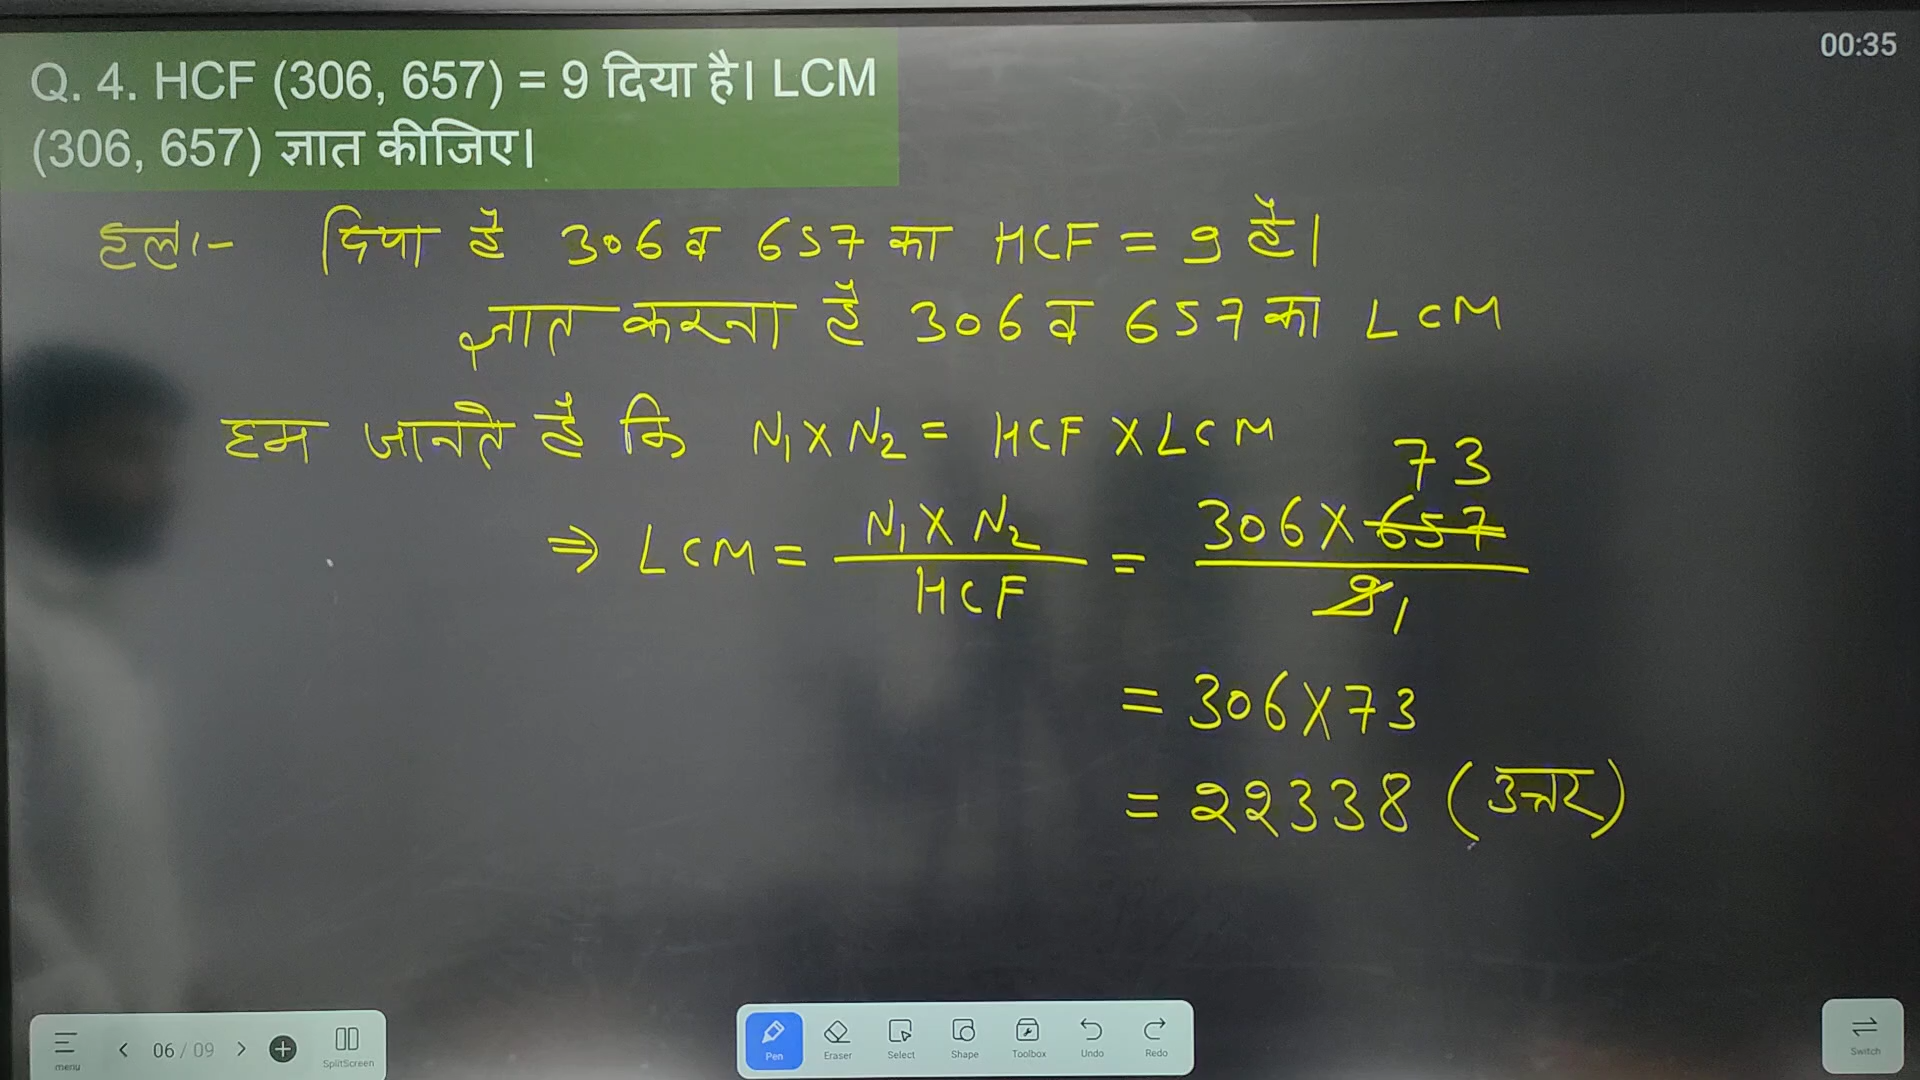 00:35
Q. 4. HCF (306, 657) = 9 दिया है। LCM
(306, 657) ज्ञात कीजिए।
हलः- दिया है 306 व 657 का HCF = 9 है।
ज्ञात करना है 306 व 657 का LCM
हम जानते है कि N₁ X N₂ = HCF X LCM
73
⇒ LCM = N₁ X N₂ / HCF = 306 X 657 / 9 1
= 306 X 73
= 22338 (उत्तर)
menu
06 / 09
SplitScreen
Pen Eraser Select Shape Toolbox Undo Redo
Switch